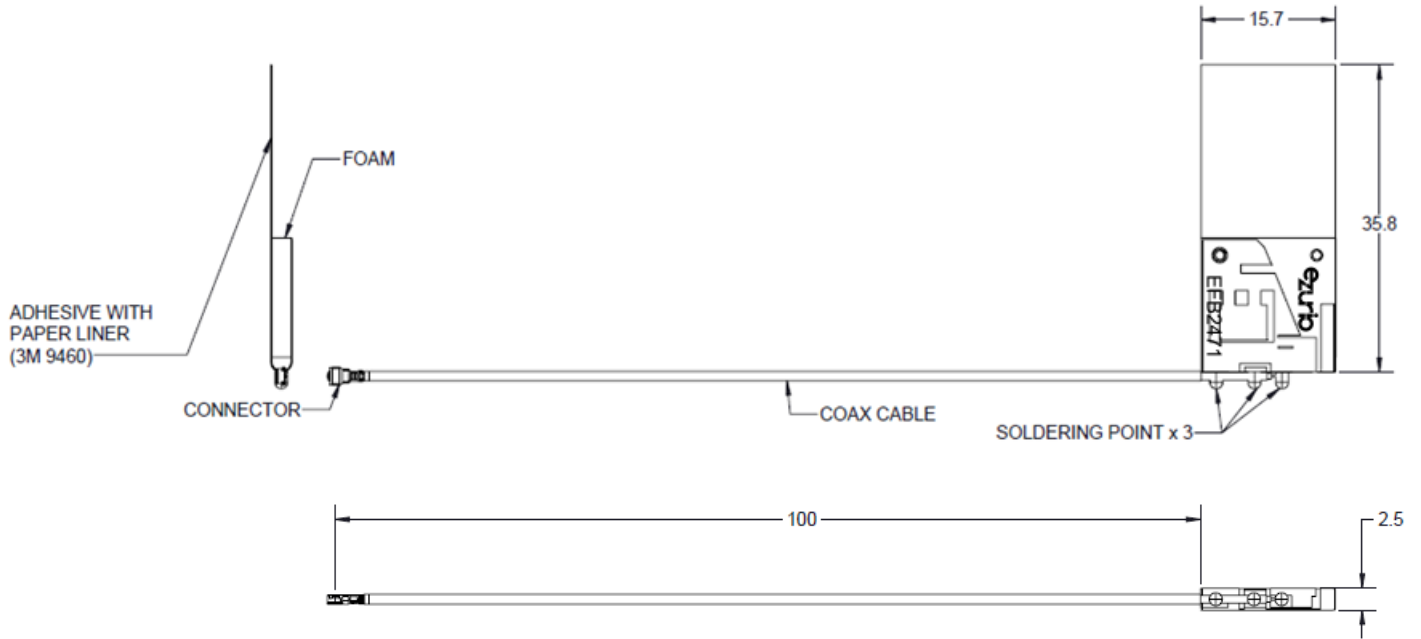 15.7
FOAM
35.8
ezurio
EFB2471
ADHESIVE WITH
PAPER LINER
(3M 9460)
CONNECTOR
COAX CABLE
SOLDERING POINT x 3
100
2.5